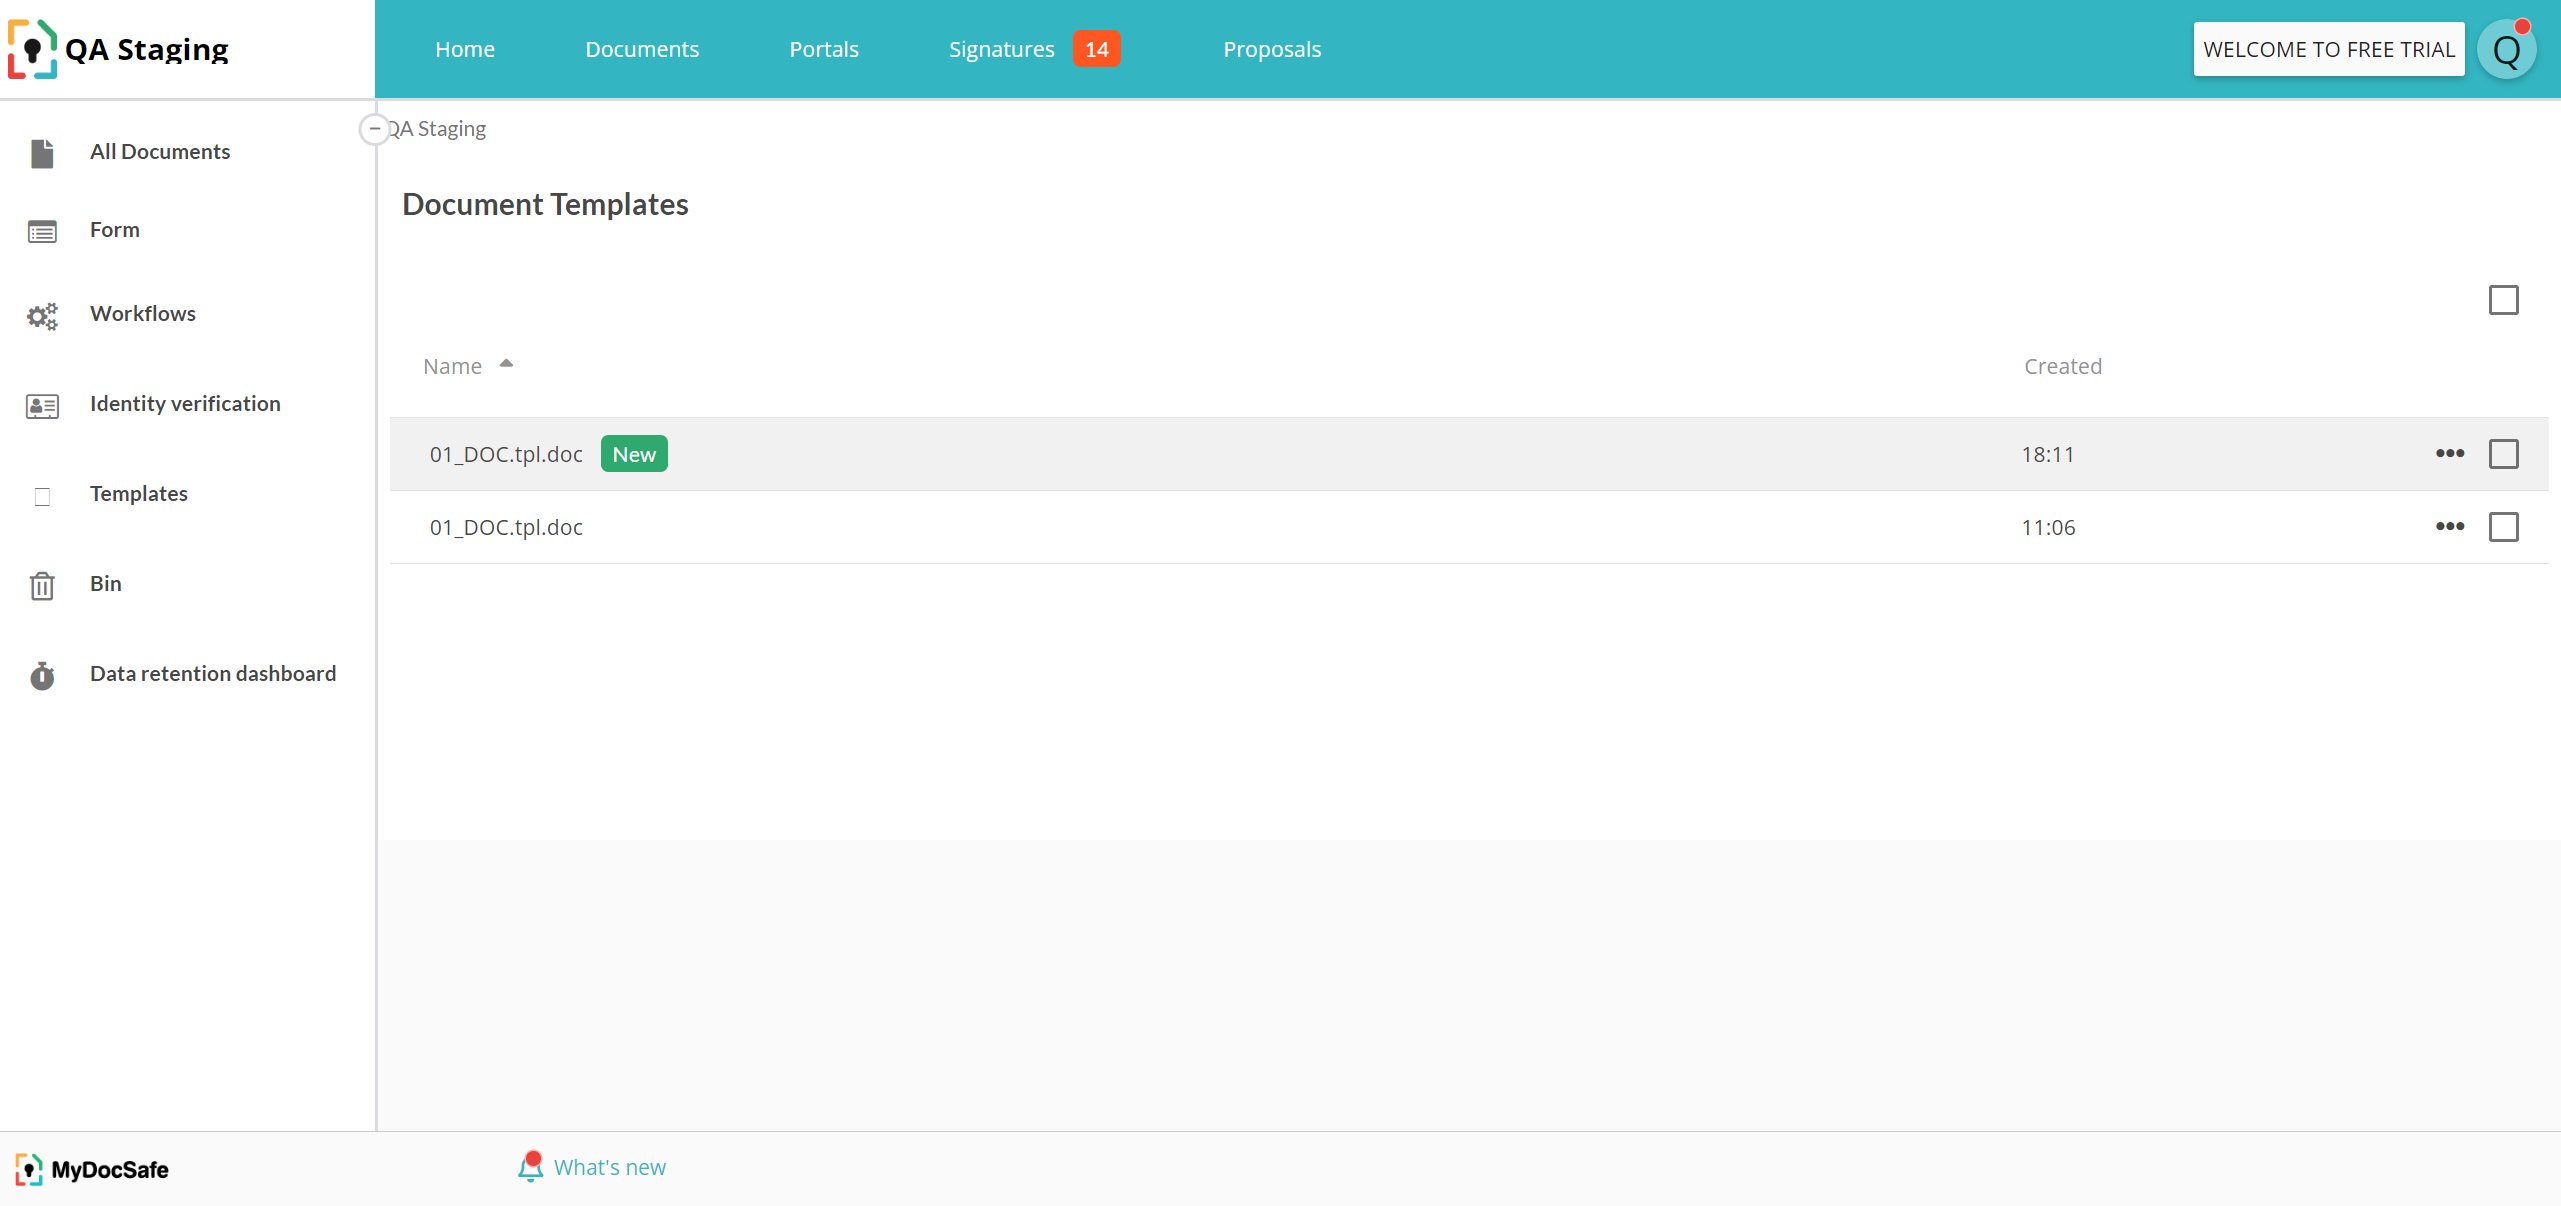 QA Staging
Home Documents Portals Signatures 14 Proposals
WELCOME TO FREE TRIAL Q
QA Staging
All Documents
Form
Workflows
Identity verification
Templates
Bin
Data retention dashboard
Document Templates
Name Created
01_DOC.tpl.doc New 18:11
01_DOC.tpl.doc 11:06
MyDocSafe
What's new